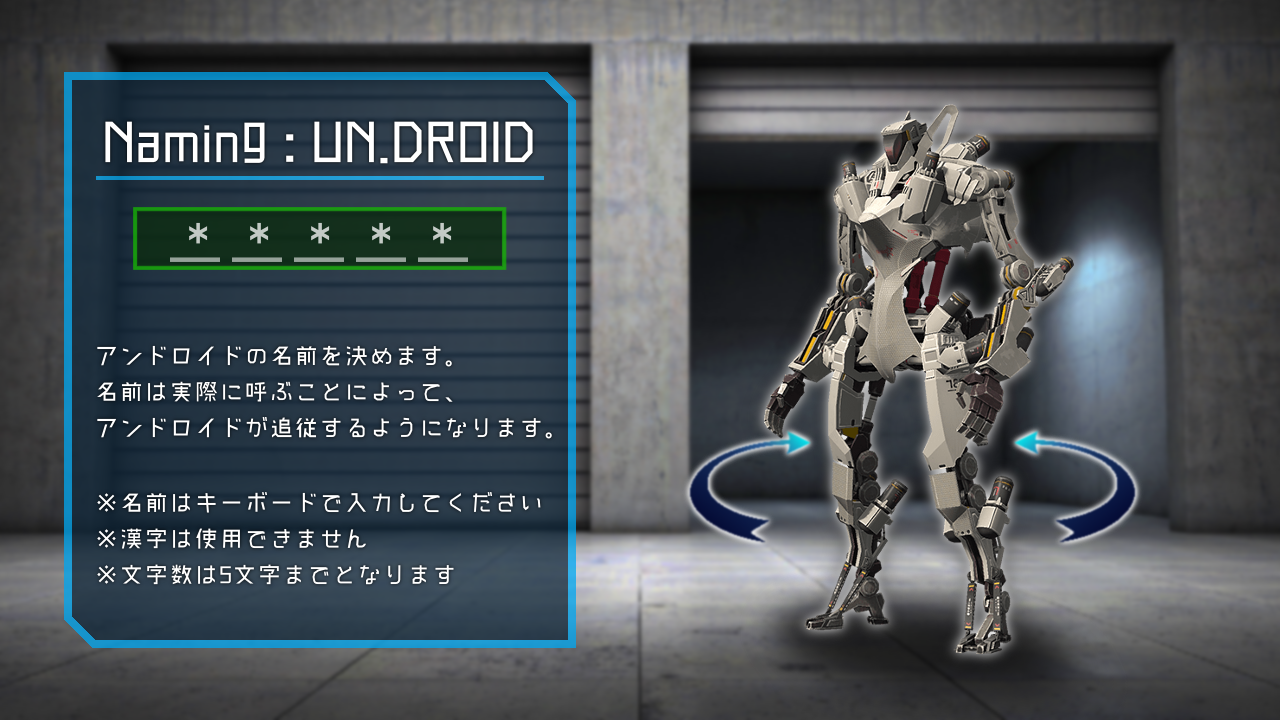 Naming : UN.DROID
* * * * *
アンドロイドの名前を決めます。
名前は実際に呼ぶことによって、
アンドロイドが追従するようになります。
※名前はキーボードで入力してください
※漢字は使用できません
※文字数は5文字までとなります